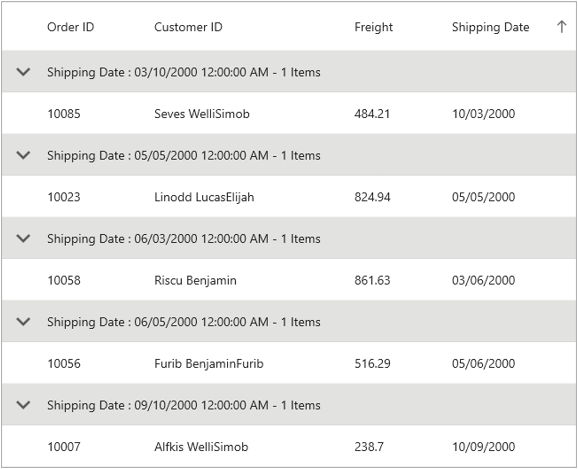 Order ID Customer ID Freight Shipping Date
Shipping Date : 03/10/2000 12:00:00 AM - 1 Items
10085 Seves WelliSimob 484.21 10/03/2000
Shipping Date : 05/05/2000 12:00:00 AM - 1 Items
10023 Linodd LucasElijah 824.94 05/05/2000
Shipping Date : 06/03/2000 12:00:00 AM - 1 Items
10058 Riscu Benjamin 861.63 03/06/2000
Shipping Date : 06/05/2000 12:00:00 AM - 1 Items
10056 Furib BenjaminFurib 516.29 05/06/2000
Shipping Date : 09/10/2000 12:00:00 AM - 1 Items
10007 Alfkis WelliSimob 238.7 10/09/2000